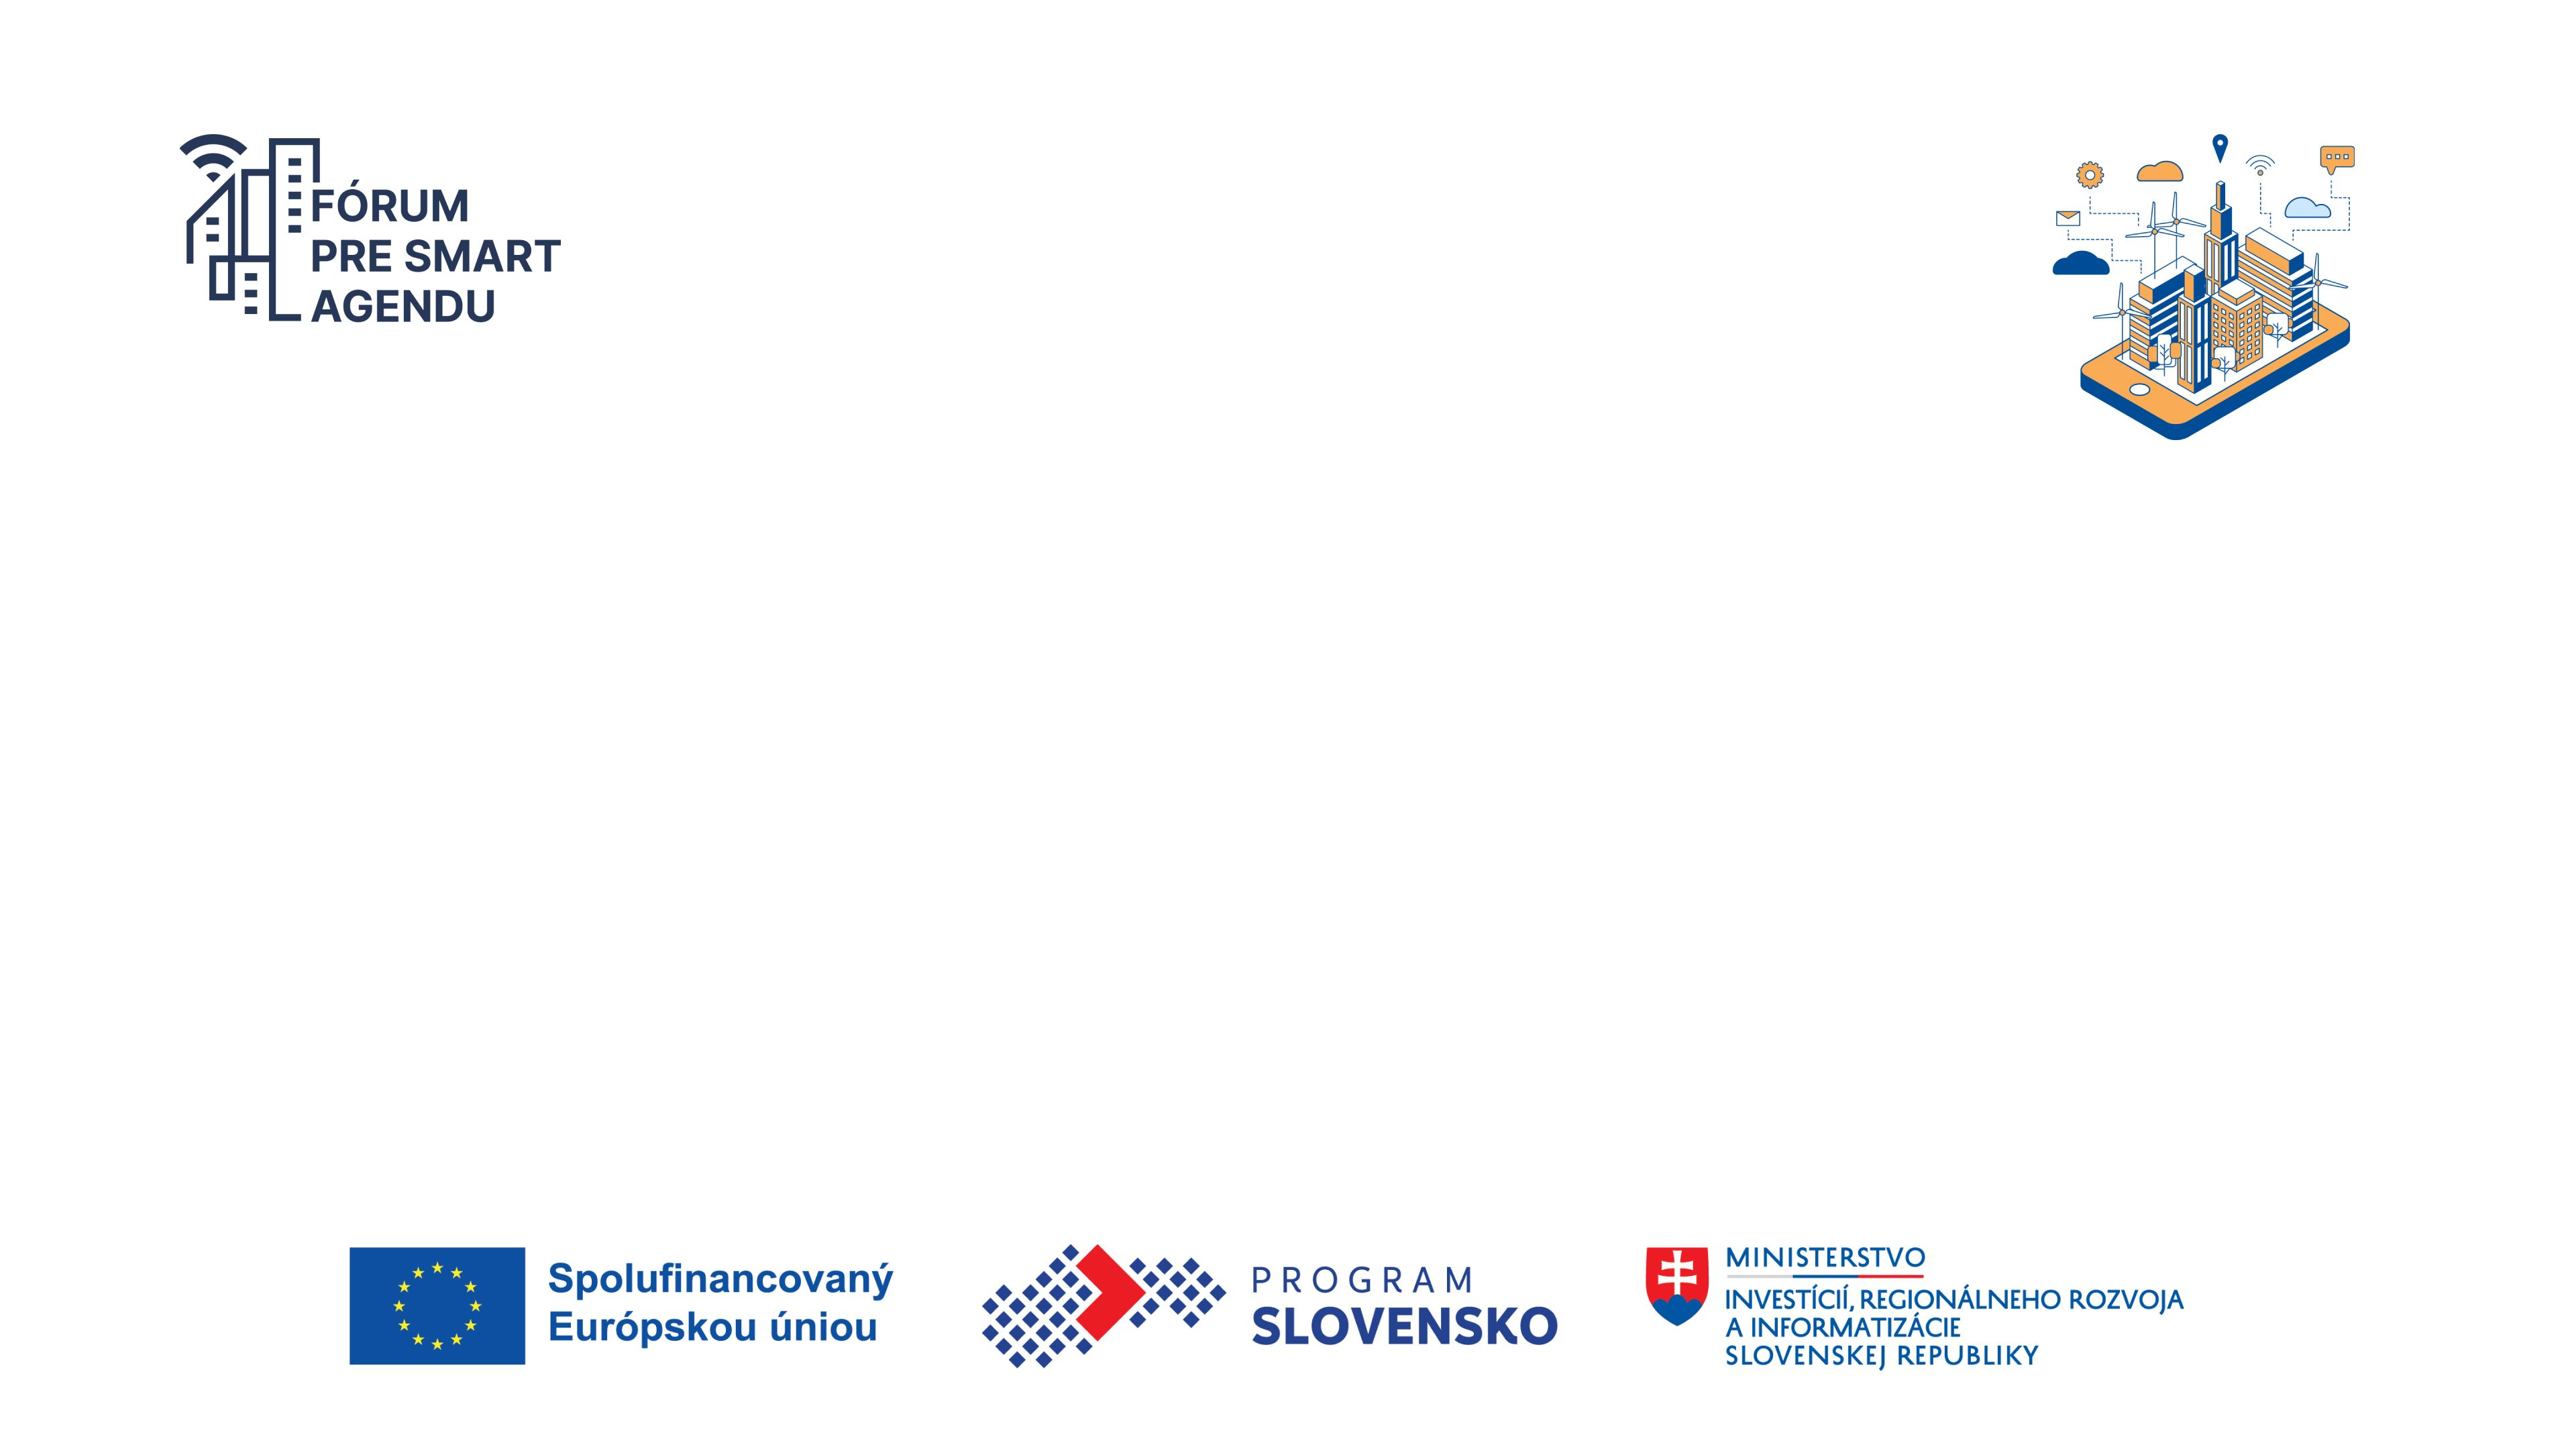 FÓRUM
PRE SMART
AGENDU
Spolufinancovaný
Európskou úniou
PROGRAM
SLOVENSKO
MINISTERSTVO
INVESTÍCIÍ, REGIONÁLNEHO ROZVOJA
A INFORMATIZÁCIE
SLOVENSKEJ REPUBLIKY